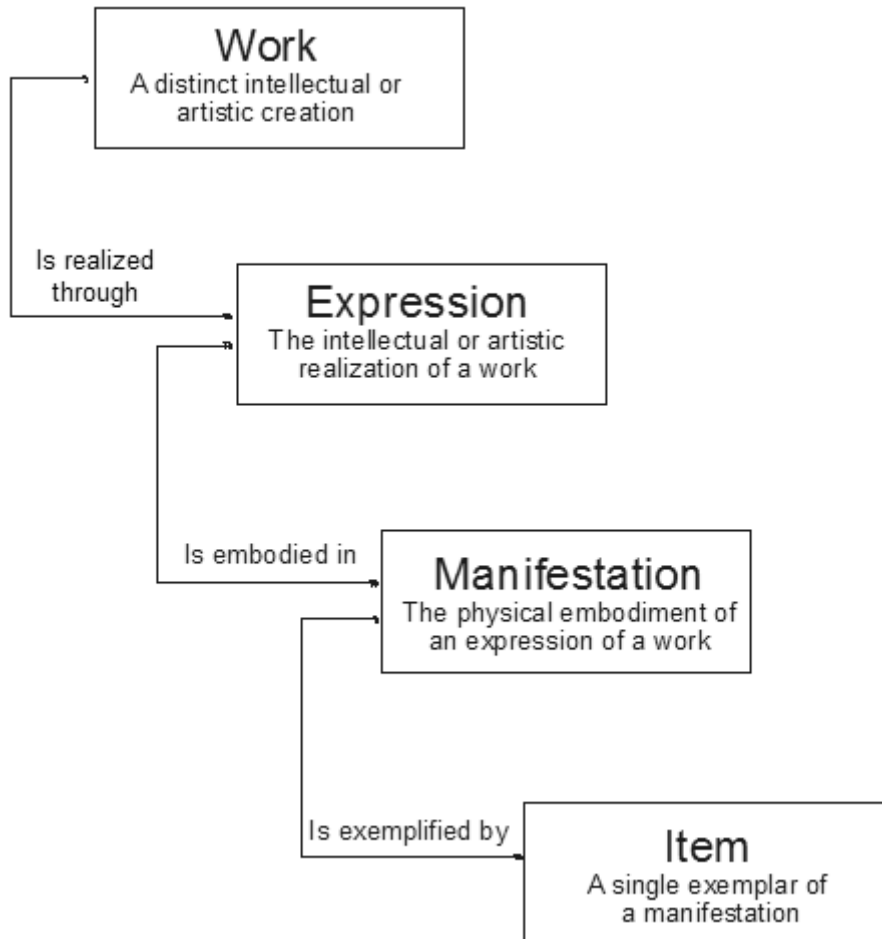 Work
A distinct intellectual or
artistic creation
Is realized
through
Expression
The intellectual or artistic
realization of a work
Is embodied in
Manifestation
The physical embodiment of
an expression of a work
Is exemplified by
Item
A single exemplar of
a manifestation